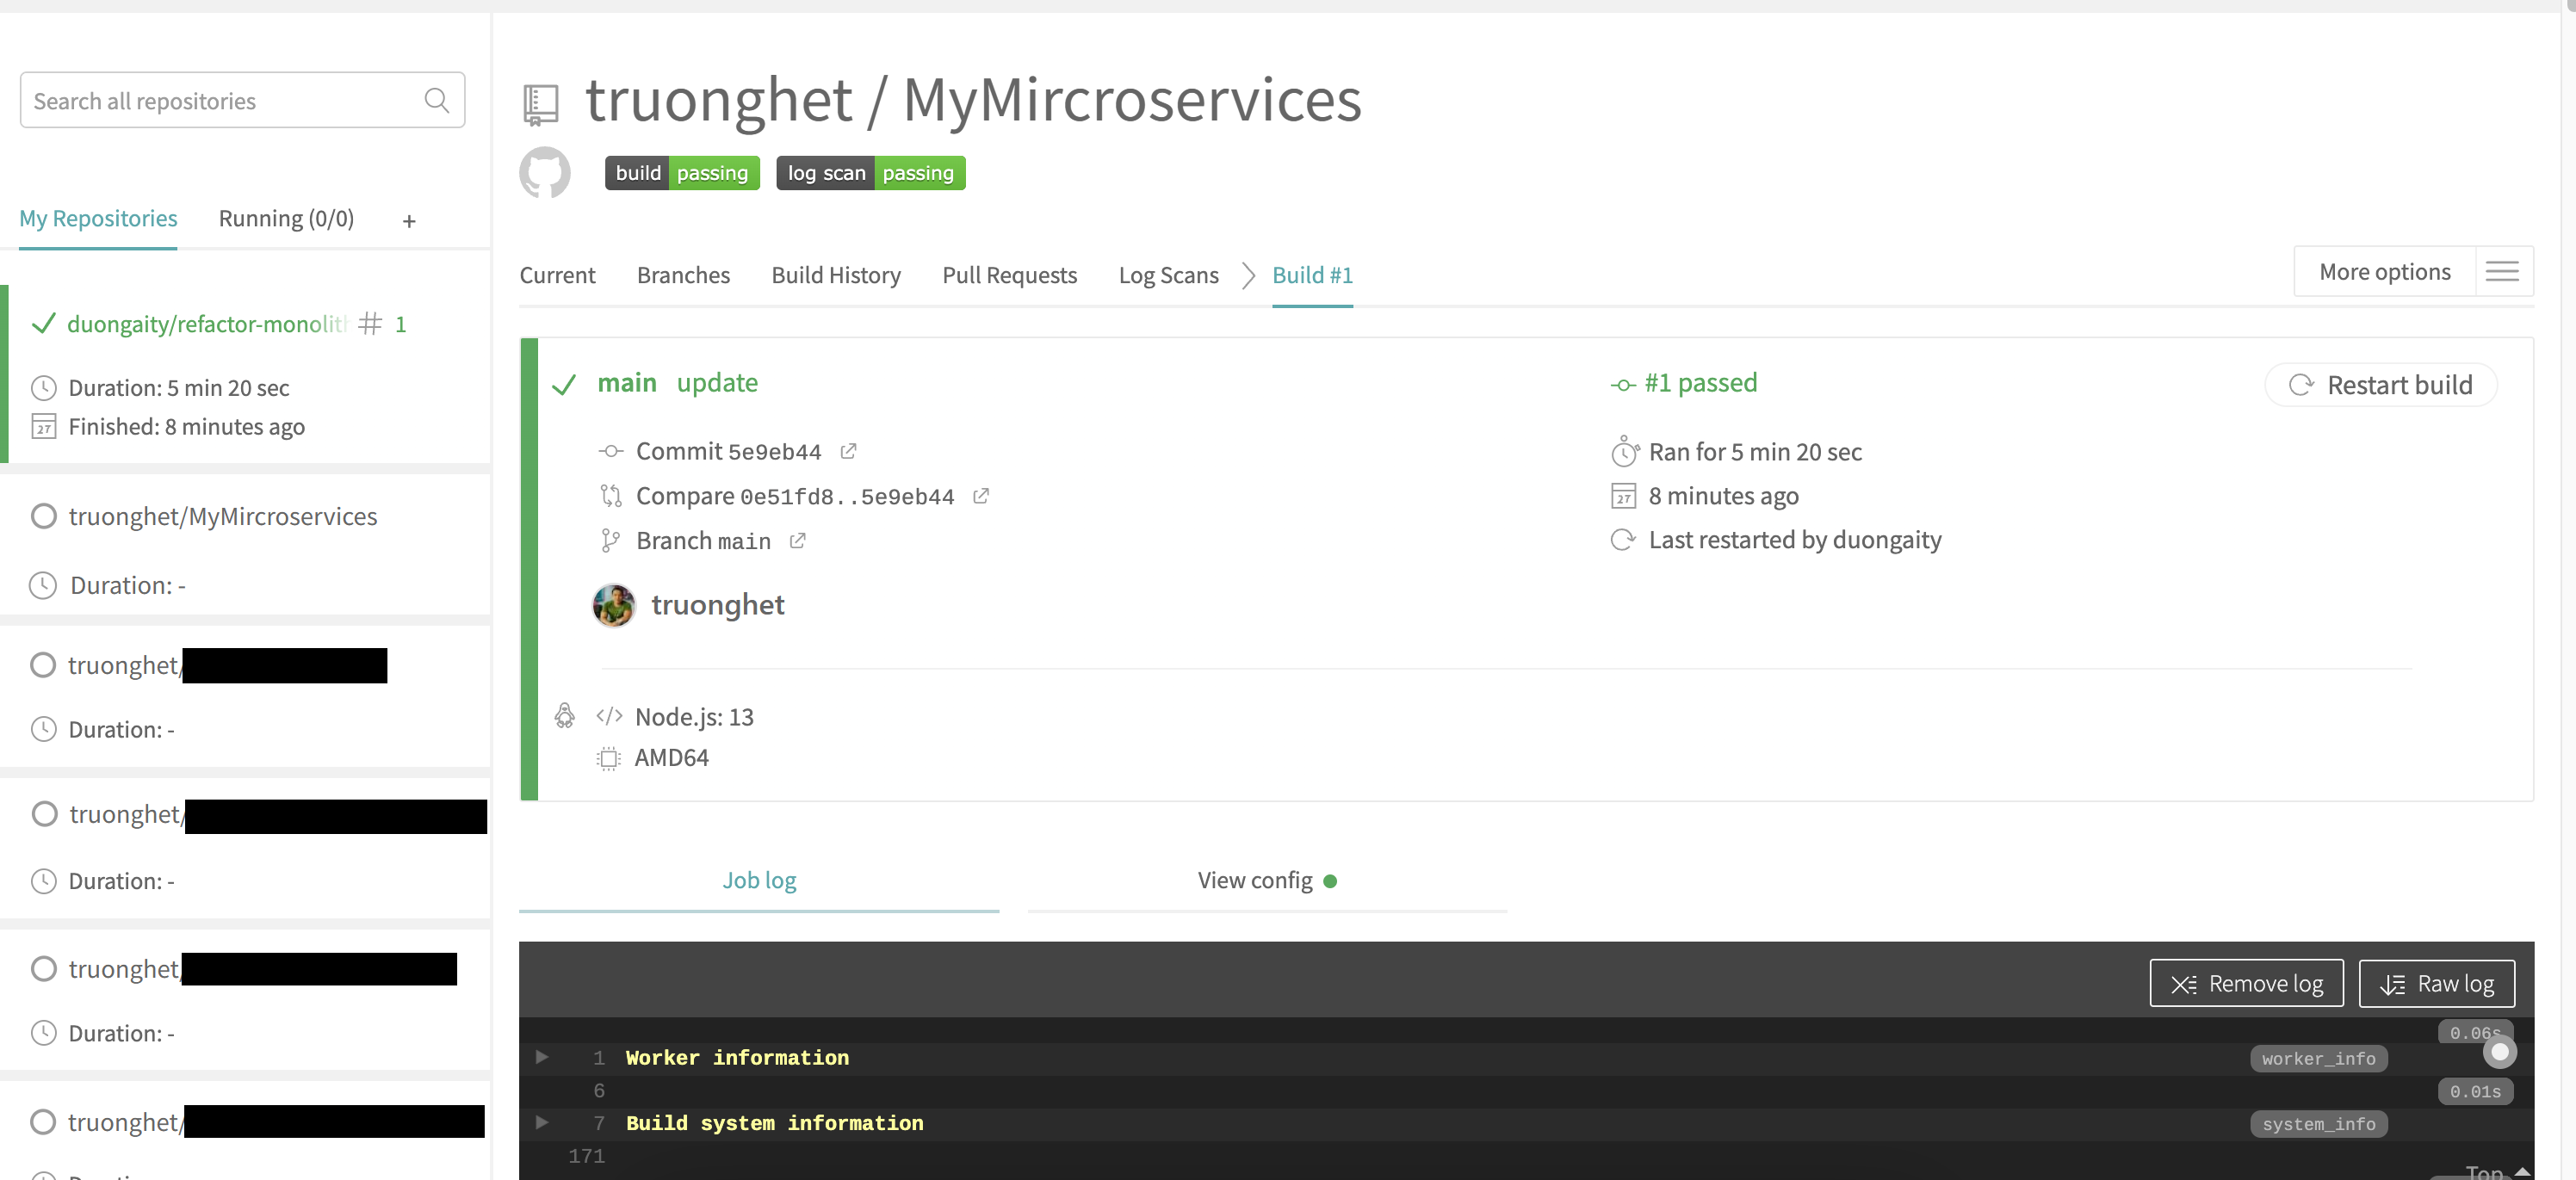 Search all repositories
My Repositories
Running (0/0)
+
duongaity/refactor-monolith
# 1
Duration: 5 min 20 sec
27
Finished: 8 minutes ago
truonghet/MyMircroservices
Duration: -
truonghet/
Duration: -
truonghet/
Duration: -
truonghet/
Duration: -
truonghet/
truonghet / MyMircroservices
build passing
log scan passing
Current
Branches
Build History
Pull Requests
Log Scans
Build #1
More options
main update
Commit 5e9eb44
Compare 0e51fd8..5e9eb44
Branch main
truonghet
#1 passed
Ran for 5 min 20 sec
27
8 minutes ago
Last restarted by duongaity
Restart build
</> Node.js: 13
AMD64
Job log
View config
Remove log
Raw log
0.06s
1 Worker information
worker_info
6
0.01s
7 Build system information
system_info
171
Top